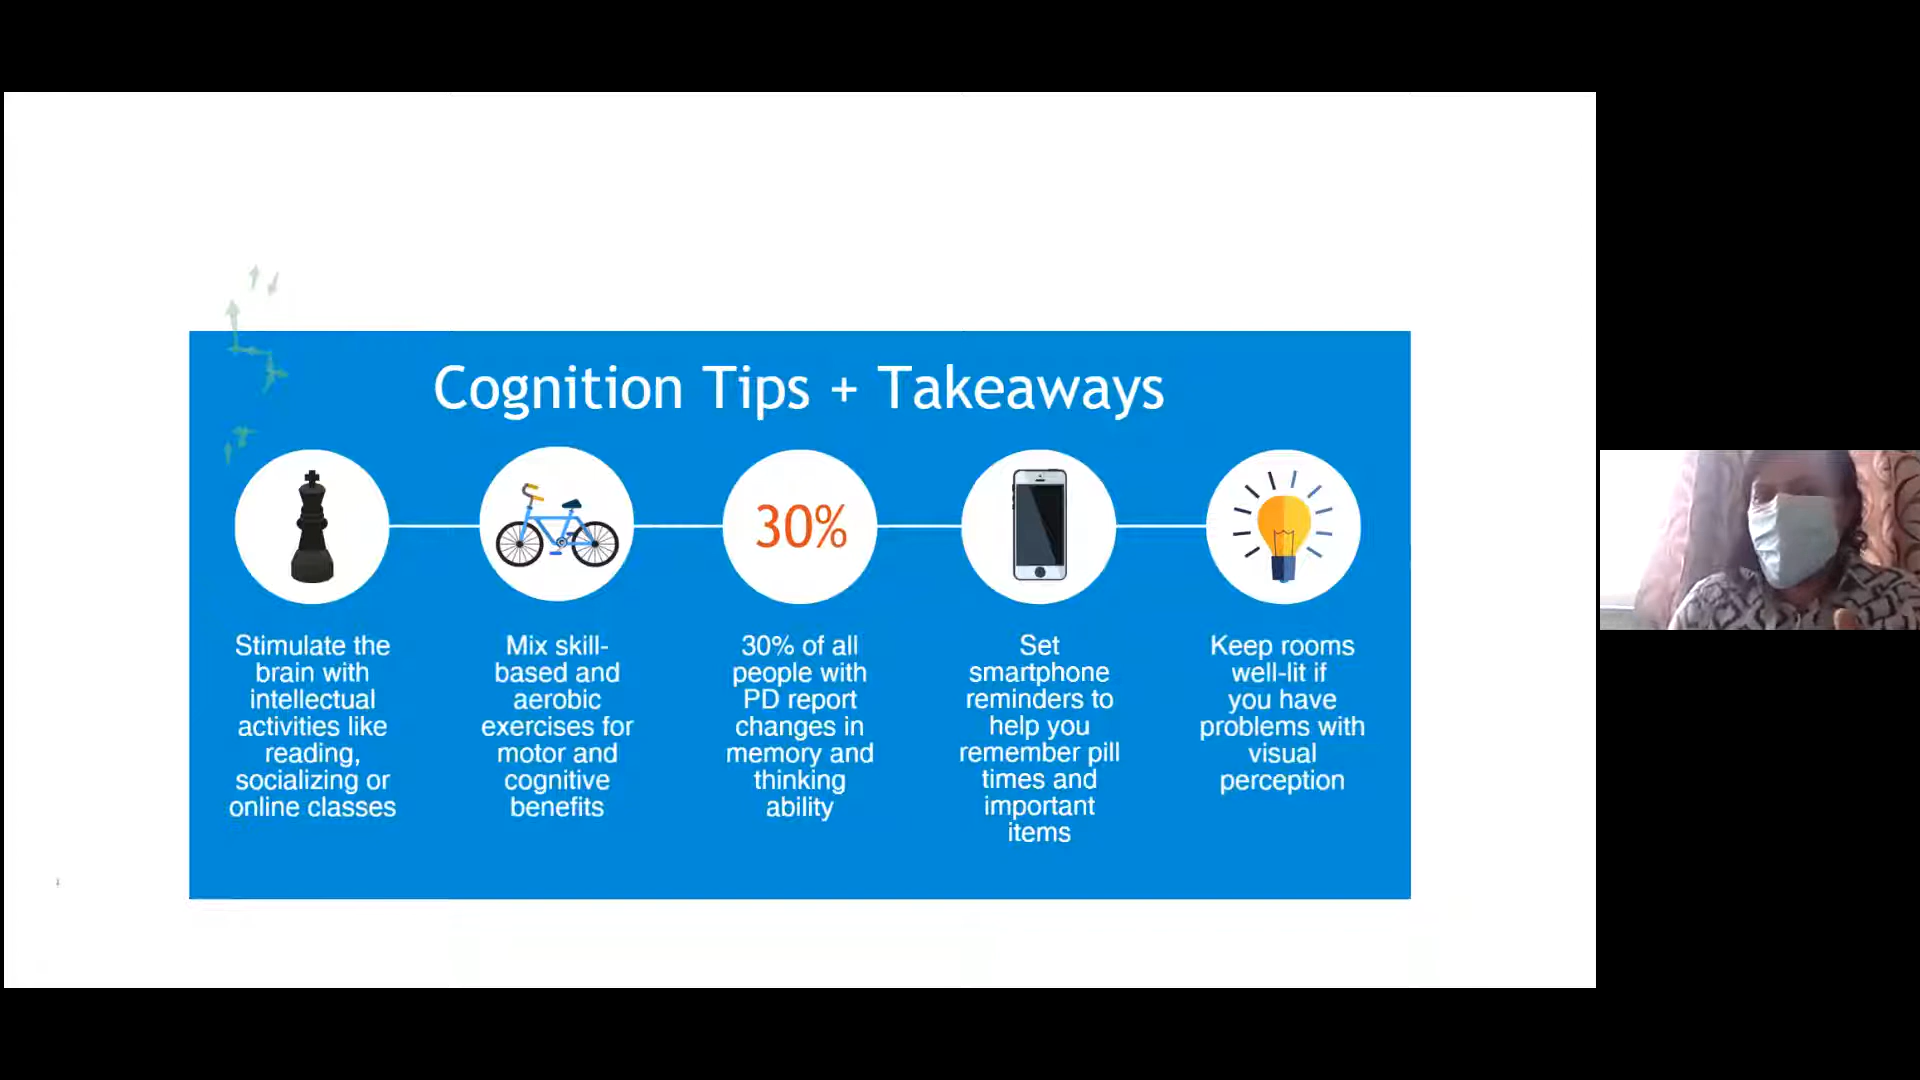 Cognition Tips + Takeaways
30%
Stimulate the
brain with
intellectual
activities like
reading,
socializing or
online classes
Mix skill-
based and
aerobic
exercises for
motor and
cognitive
benefits
30% of all
people with
PD report
changes in
memory and
thinking
ability
Set
smartphone
reminders to
help you
remember pill
times and
important
items
Keep rooms
well-lit if
you have
problems with
visual
perception